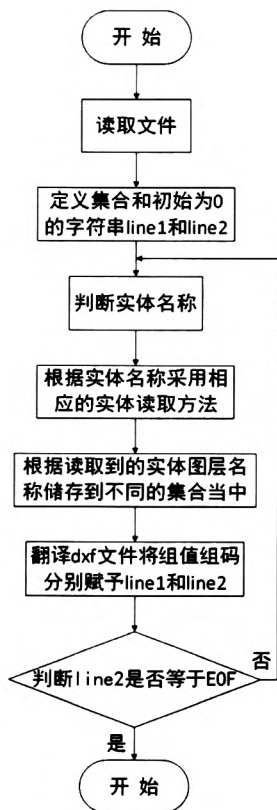 开 始
读取文件
定义集合和初始为0
的字符串line1和line2
判断实体名称
根据实体名称采用相
应的实体读取方法
根据读取到的实体图层名
称储存到不同的集合当中
翻译dxf文件将组值组码
分别赋予line1和line2
判断line2是否等于EOF
否
是
开 始